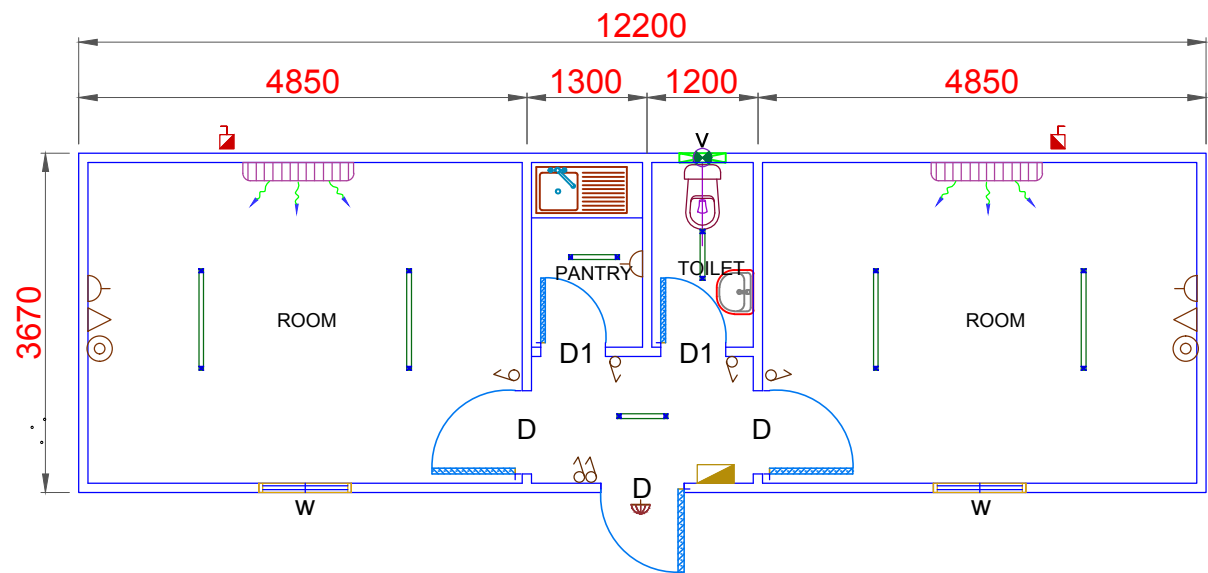 12200
4850 1300 1200 4850
V
3670
PANTRY TOILET
ROOM ROOM
D1 D1
D D
D
W W